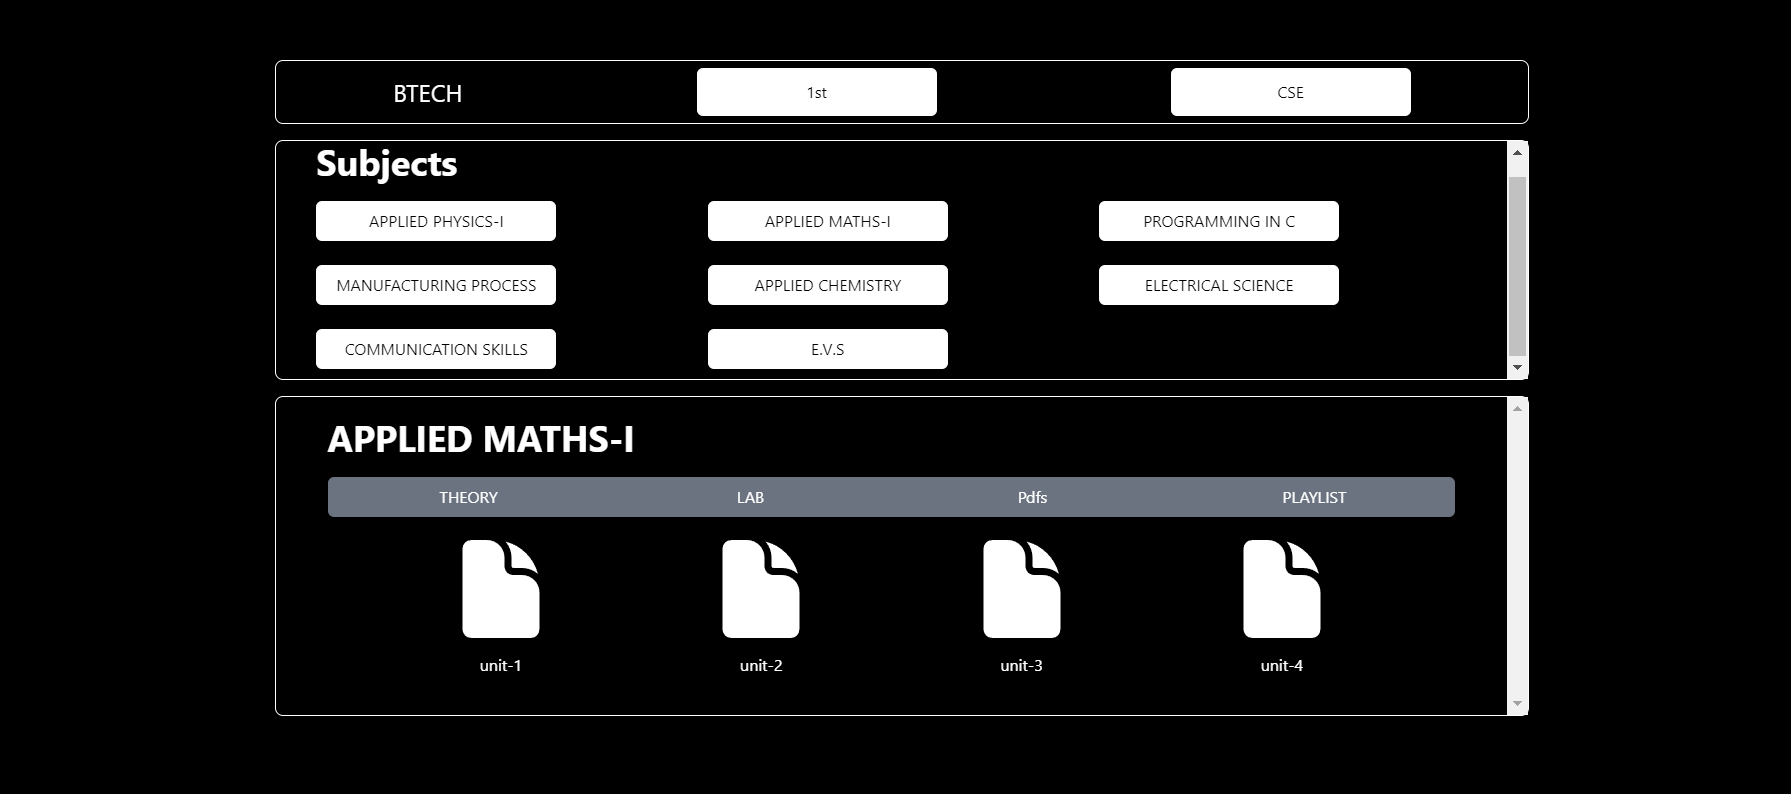 BTECH 1st CSE
Subjects
APPLIED PHYSICS-I APPLIED MATHS-I PROGRAMMING IN C
MANUFACTURING PROCESS APPLIED CHEMISTRY ELECTRICAL SCIENCE
COMMUNICATION SKILLS E.V.S
APPLIED MATHS-I
THEORY LAB Pdfs PLAYLIST
unit-1 unit-2 unit-3 unit-4